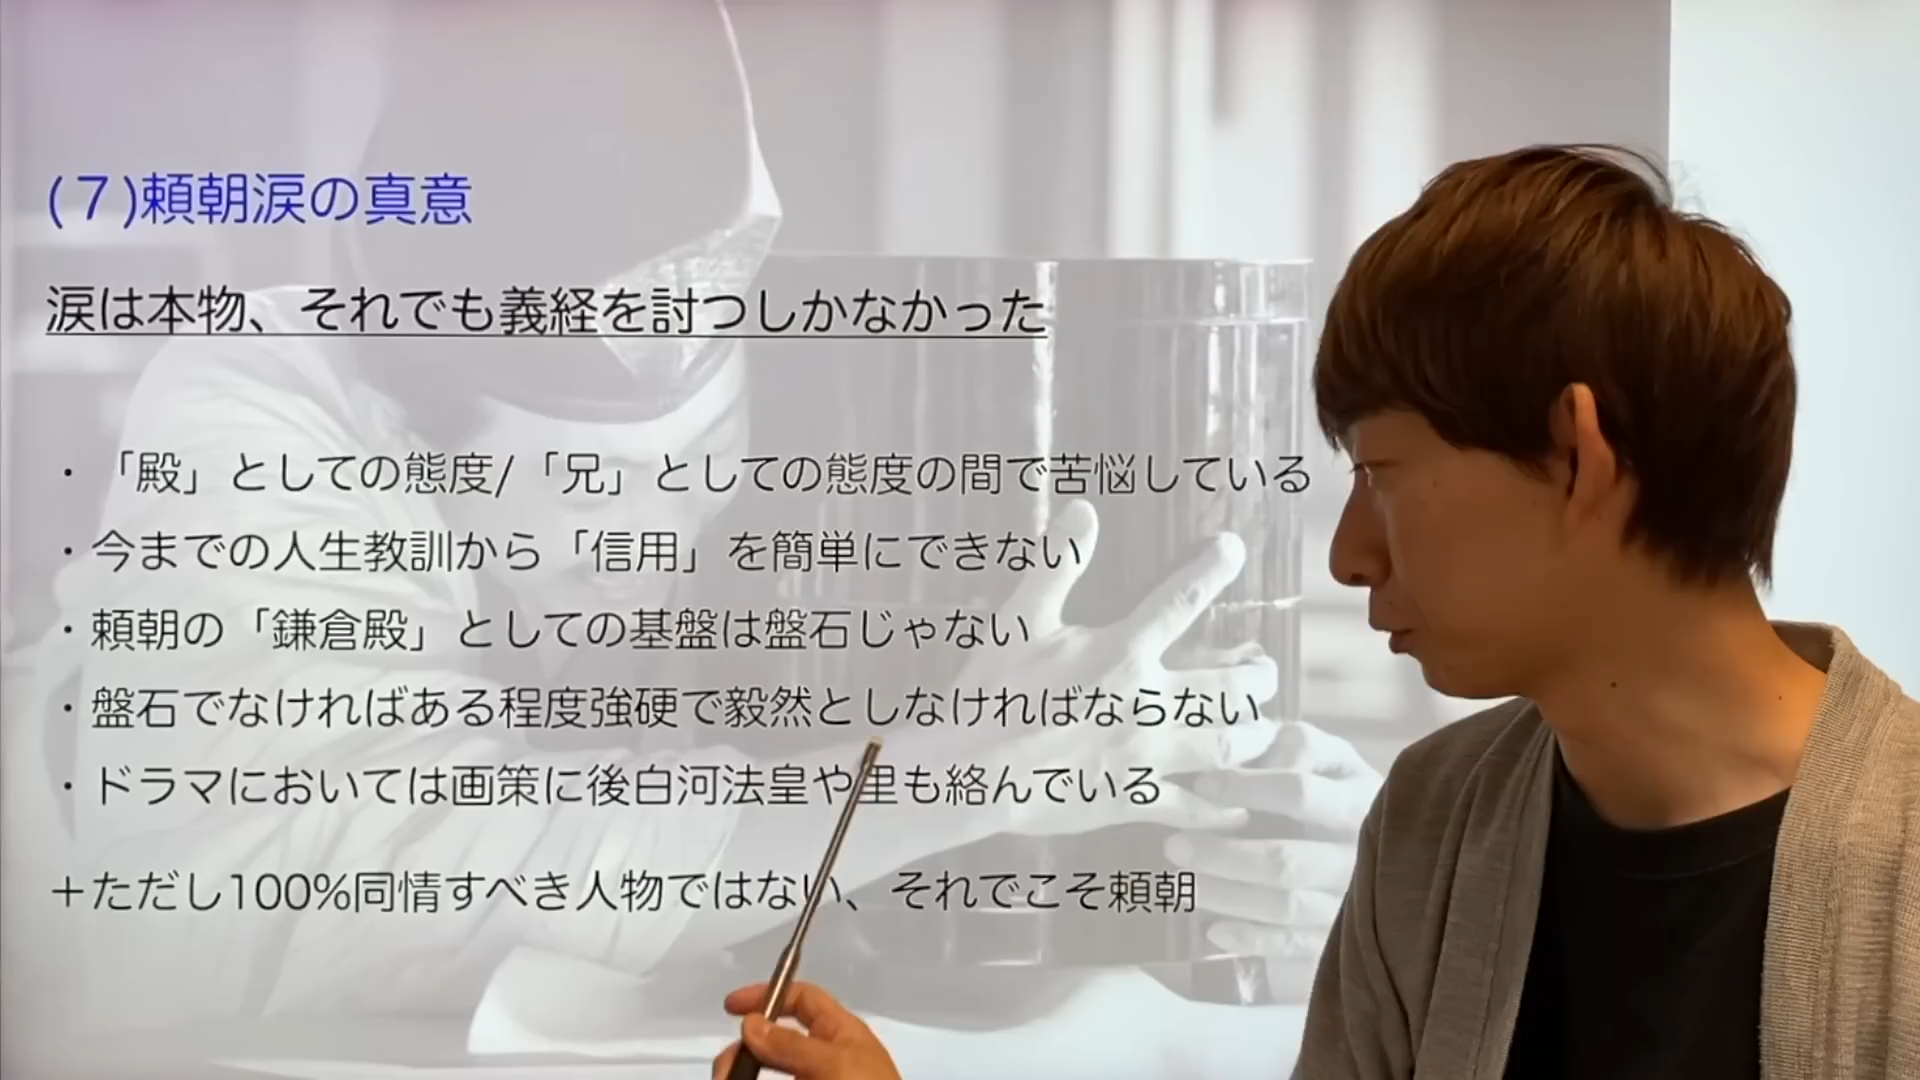 (７)頼朝涙の真意
涙は本物、それでも義経を討つしかなかった
・「殿」としての態度/「兄」としての態度の間で苦悩している
・今までの人生教訓から「信用」を簡単にできない
・頼朝の「鎌倉殿」としての基盤は盤石じゃない
・盤石でなければある程度強硬で毅然としなければならない
・ドラマにおいては画策に後白河法皇や里も絡んでいる
＋ただし100%同情すべき人物ではない、それでこそ頼朝